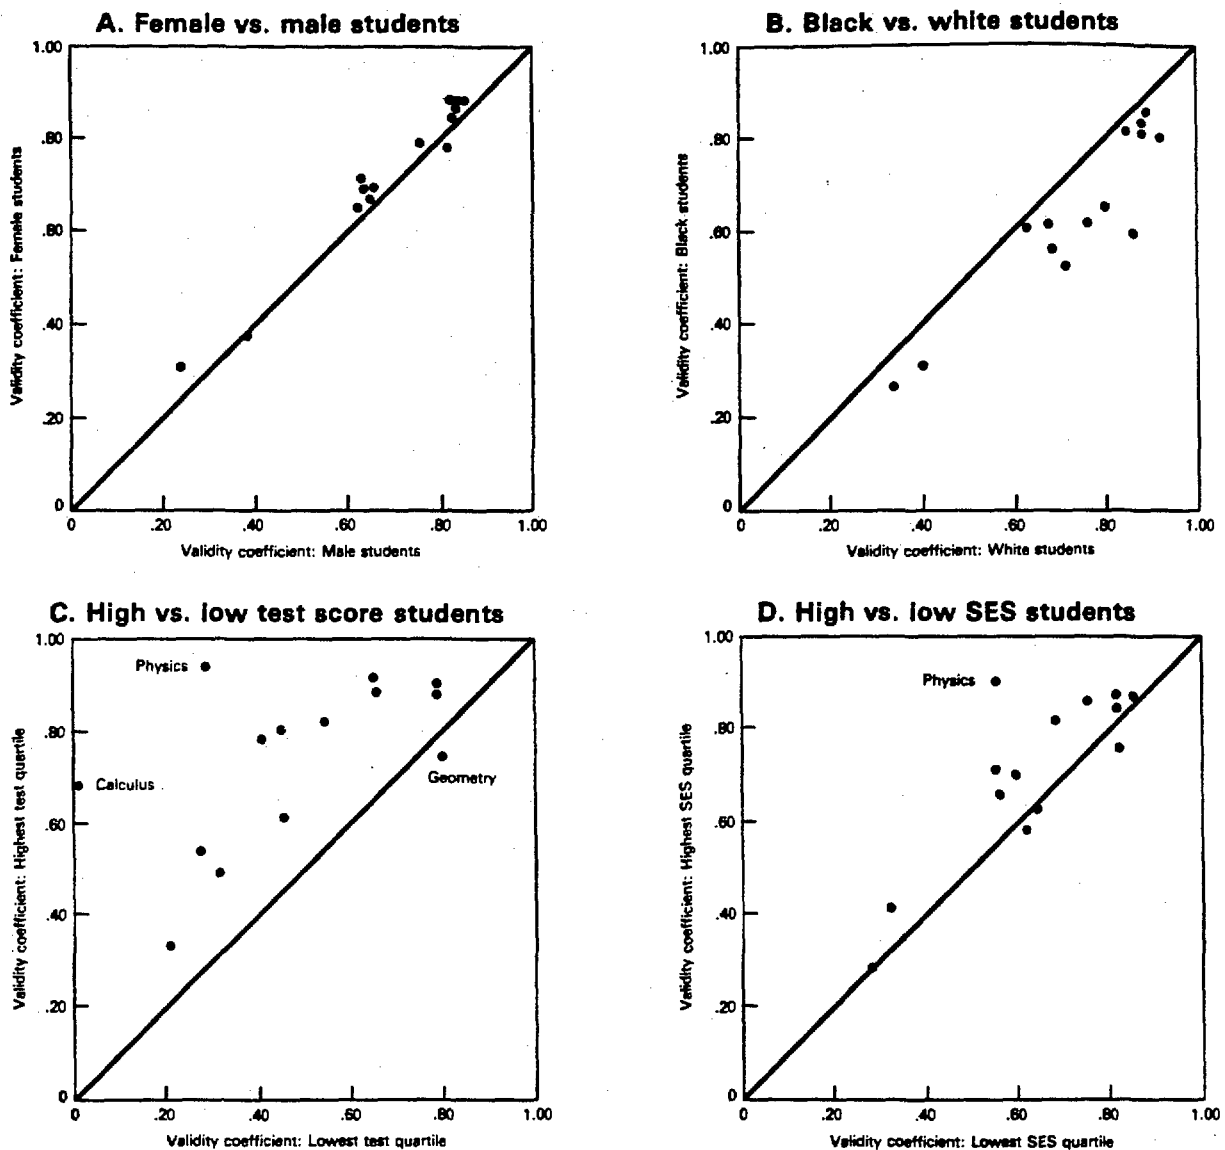 A. Female vs. male students
1.00
.80
.60
.40
.20
0
Validity coefficient: Female students
0 .20 .40 .60 .80 1.00
Validity coefficient: Male students
B. Black vs. white students
1.00
.80
.60
.40
.20
0
Validity coefficient: Black students
0 .20 .40 .60 .80 1.00
Validity coefficient: White students
C. High vs. low test score students
1.00
.80
.60
.40
.20
0
Validity coefficient: Highest test quartile
Physics
Calculus
Geometry
0 .20 .40 .60 .80 1.00
Validity coefficient: Lowest test quartile
D. High vs. low SES students
1.00
.80
.60
.40
.20
0
Validity coefficient: Highest SES quartile
Physics
0 .20 .40 .60 .80 1.00
Validity coefficient: Lowest SES quartile